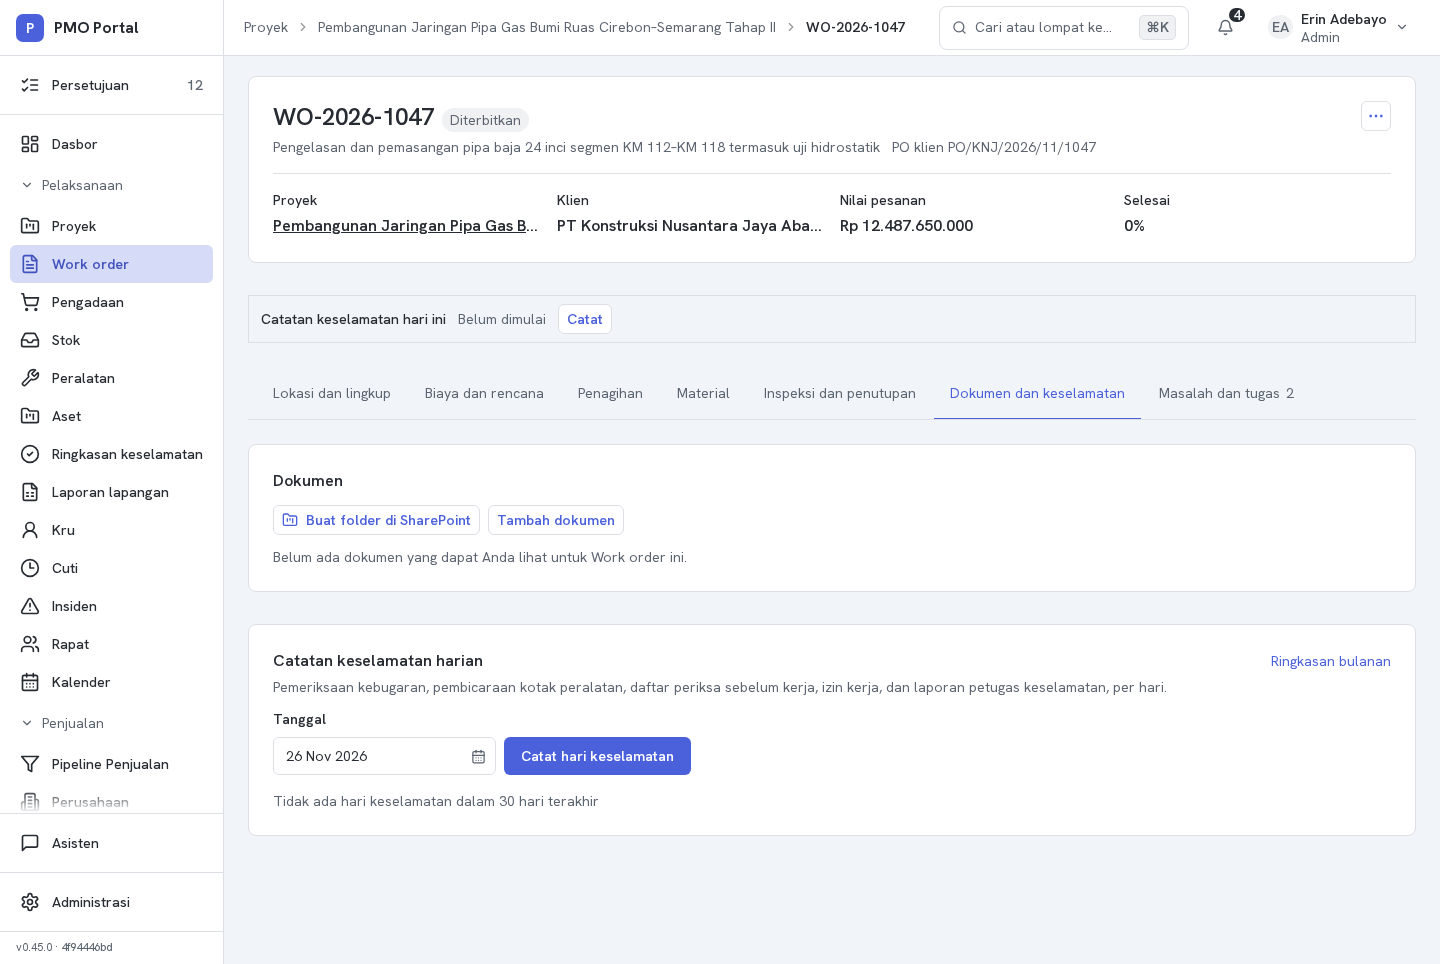 P PMO Portal
Proyek
Pembangunan Jaringan Pipa Gas Bumi Ruas Cirebon–Semarang Tahap II
WO-2026-1047
Cari atau lompat ke...
⌘K
4
EA
Erin Adebayo
Admin
Persetujuan 12
Dasbor
Pelaksanaan
Proyek
Work order
Pengadaan
Stok
Peralatan
Aset
Ringkasan keselamatan
Laporan lapangan
Kru
Cuti
Insiden
Rapat
Kalender
Penjualan
Pipeline Penjualan
Perusahaan
Asisten
Administrasi
v0.45.0 · 4f94446bd
WO-2026-1047 Diterbitkan
Pengelasan dan pemasangan pipa baja 24 inci segmen KM 112–KM 118 termasuk uji hidrostatik PO klien PO/KNJ/2026/11/1047
Proyek
Pembangunan Jaringan Pipa Gas B...
Klien
PT Konstruksi Nusantara Jaya Aba...
Nilai pesanan
Rp 12.487.650.000
Selesai
0%
Catatan keselamatan hari ini Belum dimulai Catat
Lokasi dan lingkup
Biaya dan rencana
Penagihan
Material
Inspeksi dan penutupan
Dokumen dan keselamatan
Masalah dan tugas 2
Dokumen
Buat folder di SharePoint
Tambah dokumen
Belum ada dokumen yang dapat Anda lihat untuk Work order ini.
Catatan keselamatan harian
Ringkasan bulanan
Pemeriksaan kebugaran, pembicaraan kotak peralatan, daftar periksa sebelum kerja, izin kerja, dan laporan petugas keselamatan, per hari.
Tanggal
26 Nov 2026
Catat hari keselamatan
Tidak ada hari keselamatan dalam 30 hari terakhir